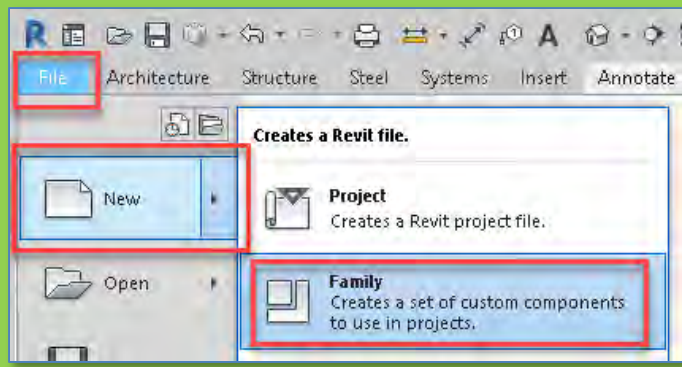 R A
File Architecture Structure Steel Systems Insert Annotate
Creates a Revit file.
New
Project
Creates a Revit project file.
Open
Family
Creates a set of custom components
to use in projects.